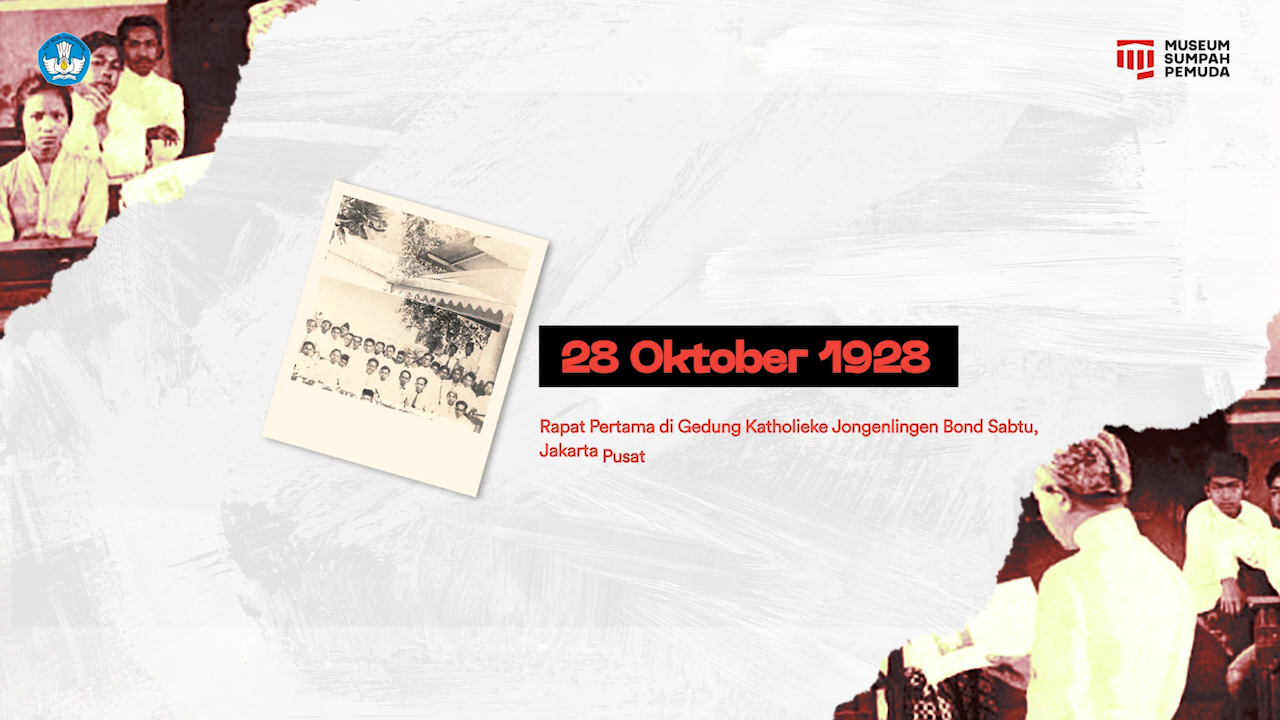 MUSEUM
SUMPAH
PEMUDA
28 Oktober 1928
Rapat Pertama di Gedung Katholieke Jongenlingen Bond Sabtu,
Jakarta Pusat